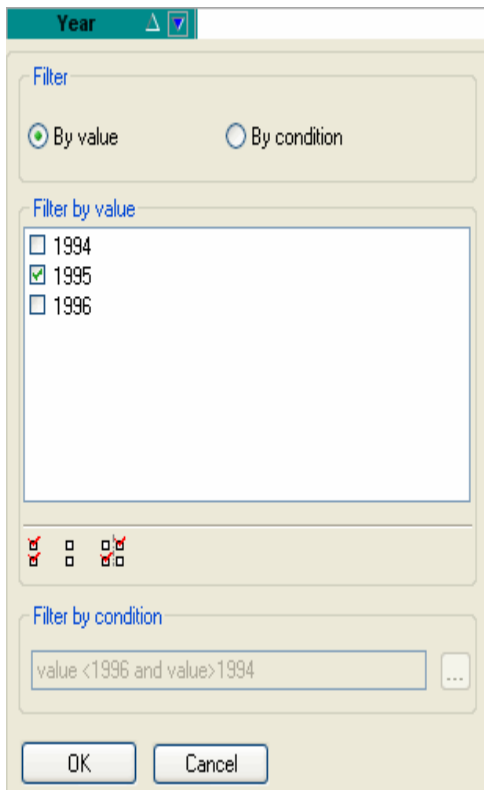 Year
Filter
By value By condition
Filter by value
1994
1995
1996
Filter by condition
value <1996 and value>1994
...
OK Cancel